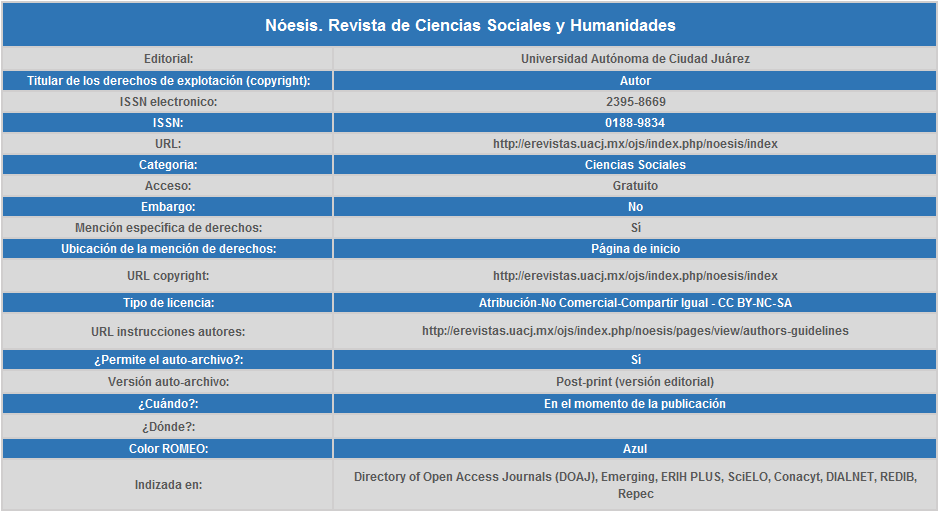 Nóesis. Revista de Ciencias Sociales y Humanidades
Editorial: Universidad Autónoma de Ciudad Juárez
Titular de los derechos de explotación (copyright): Autor
ISSN electronico: 2395-8669
ISSN: 0188-9834
URL: http://erevistas.uacj.mx/ojs/index.php/noesis/index
Categoria: Ciencias Sociales
Acceso: Gratuito
Embargo: No
Mención específica de derechos: Sí
Ubicación de la mención de derechos: Página de inicio
URL copyright: http://erevistas.uacj.mx/ojs/index.php/noesis/index
Tipo de licencia: Atribución-No Comercial-Compartir Igual - CC BY-NC-SA
URL instrucciones autores: http://erevistas.uacj.mx/ojs/index.php/noesis/pages/view/authors-guidelines
¿Permite el auto-archivo?: Sí
Versión auto-archivo: Post-print (versión editorial)
¿Cuándo?: En el momento de la publicación
¿Dónde?:
Color ROMEO: Azul
Indizada en: Directory of Open Access Journals (DOAJ), Emerging, ERIH PLUS, SciELO, Conacyt, DIALNET, REDIB,
Repec